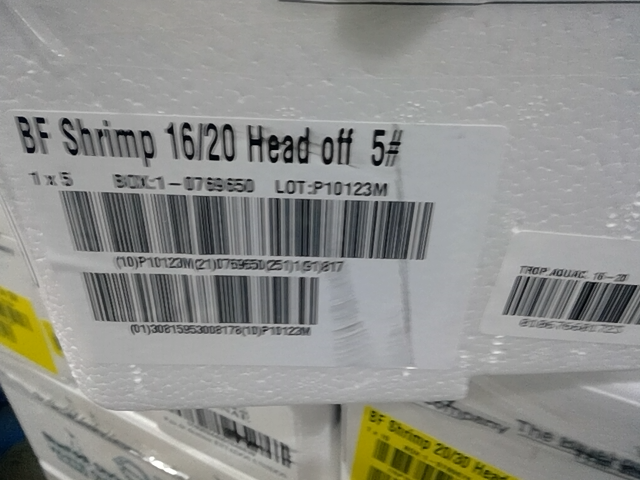 BF Shrimp 16/20 Head off 5#
1 x 5 BOX:1-0769650 LOT:P10123M
(10)P10123M(21)0769650(251)1(91)817
(01)30815953008178(10)P10123M
TROP.AQUAC. 16-20
BF Shrimp 20/30 Head